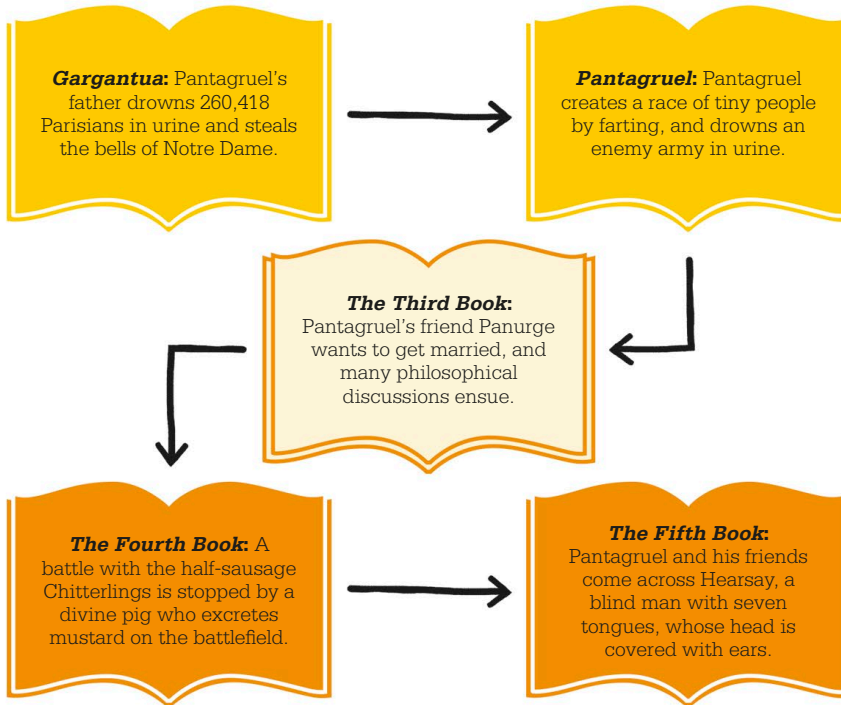 Gargantua: Pantagruel's
father drowns 260,418
Parisians in urine and steals
the bells of Notre Dame.
Pantagruel: Pantagruel
creates a race of tiny people
by farting, and drowns an
enemy army in urine.
The Third Book:
Pantagruel's friend Panurge
wants to get married, and
many philosophical
discussions ensue.
The Fourth Book: A
battle with the half-sausage
Chitterlings is stopped by a
divine pig who excretes
mustard on the battlefield.
The Fifth Book:
Pantagruel and his friends
come across Hearsay, a
blind man with seven
tongues, whose head is
covered with ears.